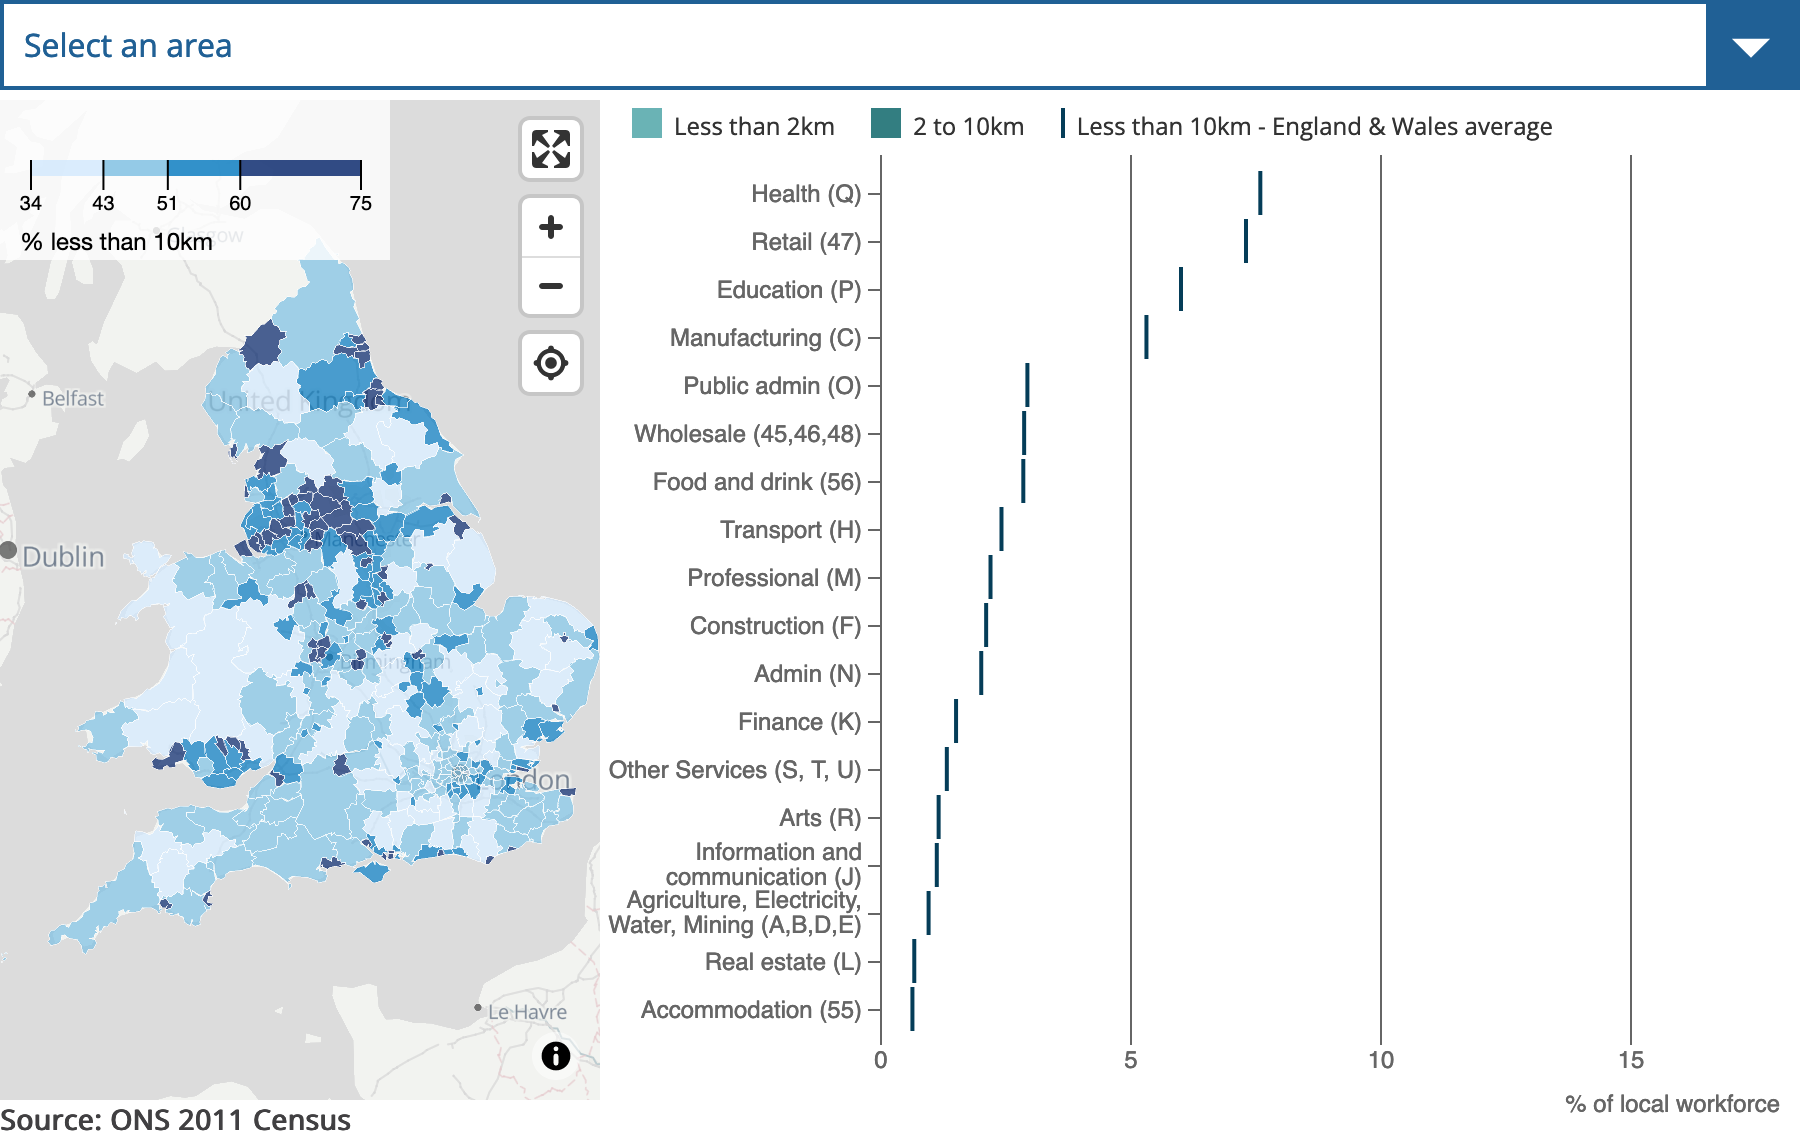 Select an area
34 43 51 60 75
% less than 10km
Glasgow
Belfast
United Kingdom
Dublin
Manchester
Birmingham
London
Le Havre
Less than 2km
2 to 10km
Less than 10km - England & Wales average
Health (Q)
Retail (47)
Education (P)
Manufacturing (C)
Public admin (O)
Wholesale (45,46,48)
Food and drink (56)
Transport (H)
Professional (M)
Construction (F)
Admin (N)
Finance (K)
Other Services (S, T, U)
Arts (R)
Information and
communication (J)
Agriculture, Electricity,
Water, Mining (A,B,D,E)
Real estate (L)
Accommodation (55)
0 5 10 15
% of local workforce
Source: ONS 2011 Census